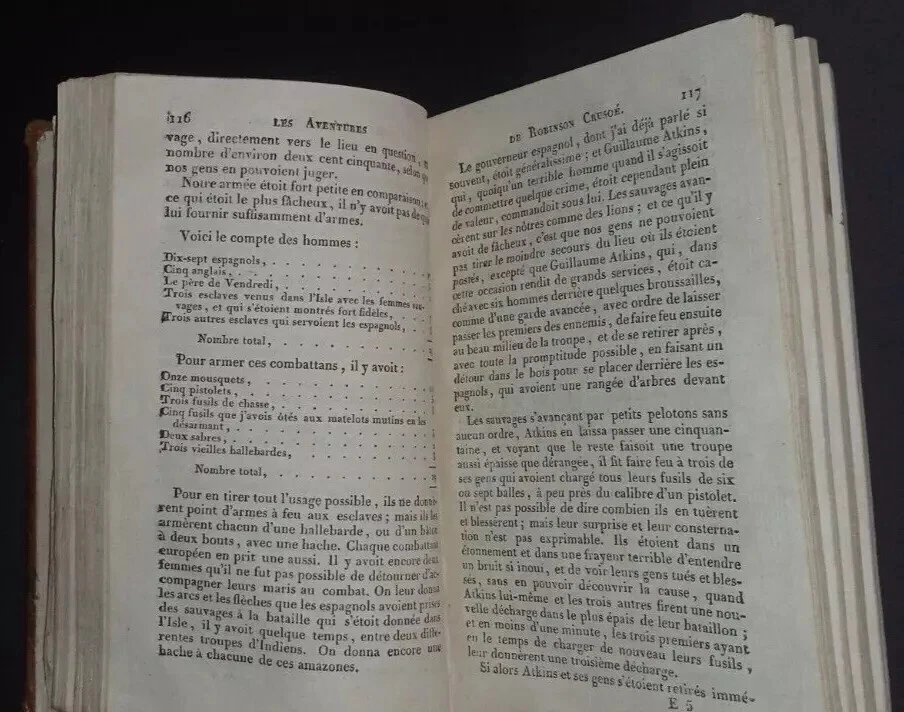 116
LES AVENTURES
vage, directement vers le lieu en question,
nombre d'environ deux cent cinquante, selon
nos gens en pouvoient juger.
Notre armée étoit fort petite en comparaison,
ce qui étoit le plus fâcheux, il n'y avoit pas de
lui fournir suffisamment d'armes.
Voici le compte des hommes :
Dix-sept espagnols,
Cinq anglais,
Le père de Vendredi,
Trois esclaves venus dans l'Isle avec les femmes
vages, et qui s'étoient montrés fort fidèles,
Trois autres esclaves qui servoient les espagnols,
Nombre total,
Pour armer ces combattans, il y avoit :
Onze mousquets,
Cinq pistolets,
Trois fusils de chasse,
Cinq fusils que j'avois ôtés aux matelots mutins en les
désarmant,
Deux sabres,
Trois vieilles hallebardes,
Nombre total,
Pour en tirer tout l'usage possible, ils ne donnè-
rent point d'armes à feu aux esclaves; mais ils les
armèrent chacun d'une hallebarde, ou d'un bâton
à deux bouts, avec une hache. Chaque combattant
européen en prit une aussi. Il y avoit encore deux
femmes qu'il ne fut pas possible de détourner d'ac-
compagner leurs maris au combat. On leur donna
les arcs et les flèches que les espagnols avoient prises
des sauvages à la bataille qui s'étoit donnée dans
l'Isle, il y avoit quelque temps, entre deux diffé-
rentes troupes d'Indiens. On donna encore une
hache à chacune de ces amazones.
117
DE ROBINSON CRUSOÉ.
Le gouverneur espagnol, dont j'ai déjà parlé si
souvent, étoit généralissime; et Guillaume Atkins,
qui, quoiqu'un terrible homme quand il s'agissoit
de commettre quelque crime, étoit cependant plein
de valeur, commandoit sous lui. Les sauvages avan-
cèrent sur les nôtres comme des lions; et ce qu'il y
avoit de fâcheux, c'est que nos gens ne pouvoient
pas tirer le moindre secours du lieu où ils étoient
postés, excepté que Guillaume Atkins, qui, dans
cette occasion rendit de grands services, étoit ca-
ché avec six hommes derrière quelques broussailles,
comme d'une garde avancée, avec ordre de laisser
passer les premiers des ennemis, de faire feu ensuite
au beau milieu de la troupe, et de se retirer après,
avec toute la promptitude possible, en faisant un
détour dans le bois pour se placer derrière les es-
pagnols, qui avoient une rangée d'arbres devant
eux.
Les sauvages s'avançant par petits pelotons sans
aucun ordre, Atkins en laissa passer une cinquan-
taine, et voyant que le reste faisoit une troupe
aussi épaisse que dérangée, il fit faire feu à trois de
ses gens qui avoient chargé tous leurs fusils de six
ou sept balles, à peu près du calibre d'un pistolet.
Il n'est pas possible de dire combien ils en tuèrent
et blessèrent; mais leur surprise et leur consterna-
tion n'est pas exprimable. Ils étoient dans un
étonnement et dans une frayeur terrible d'entendre
un bruit si inoui, et de voir leurs gens tués et bles-
sés, sans en pouvoir découvrir la cause, quand
Atkins lui-même et les trois autres firent une nou-
velle décharge dans le plus épais de leur bataillon;
et en moins d'une minute, les trois premiers ayant
en le temps de charger de nouveau leurs fusils,
leur donnèrent une troisième décharge.
Si alors Atkins et ses gens s'étoient retirés immé-
E 5